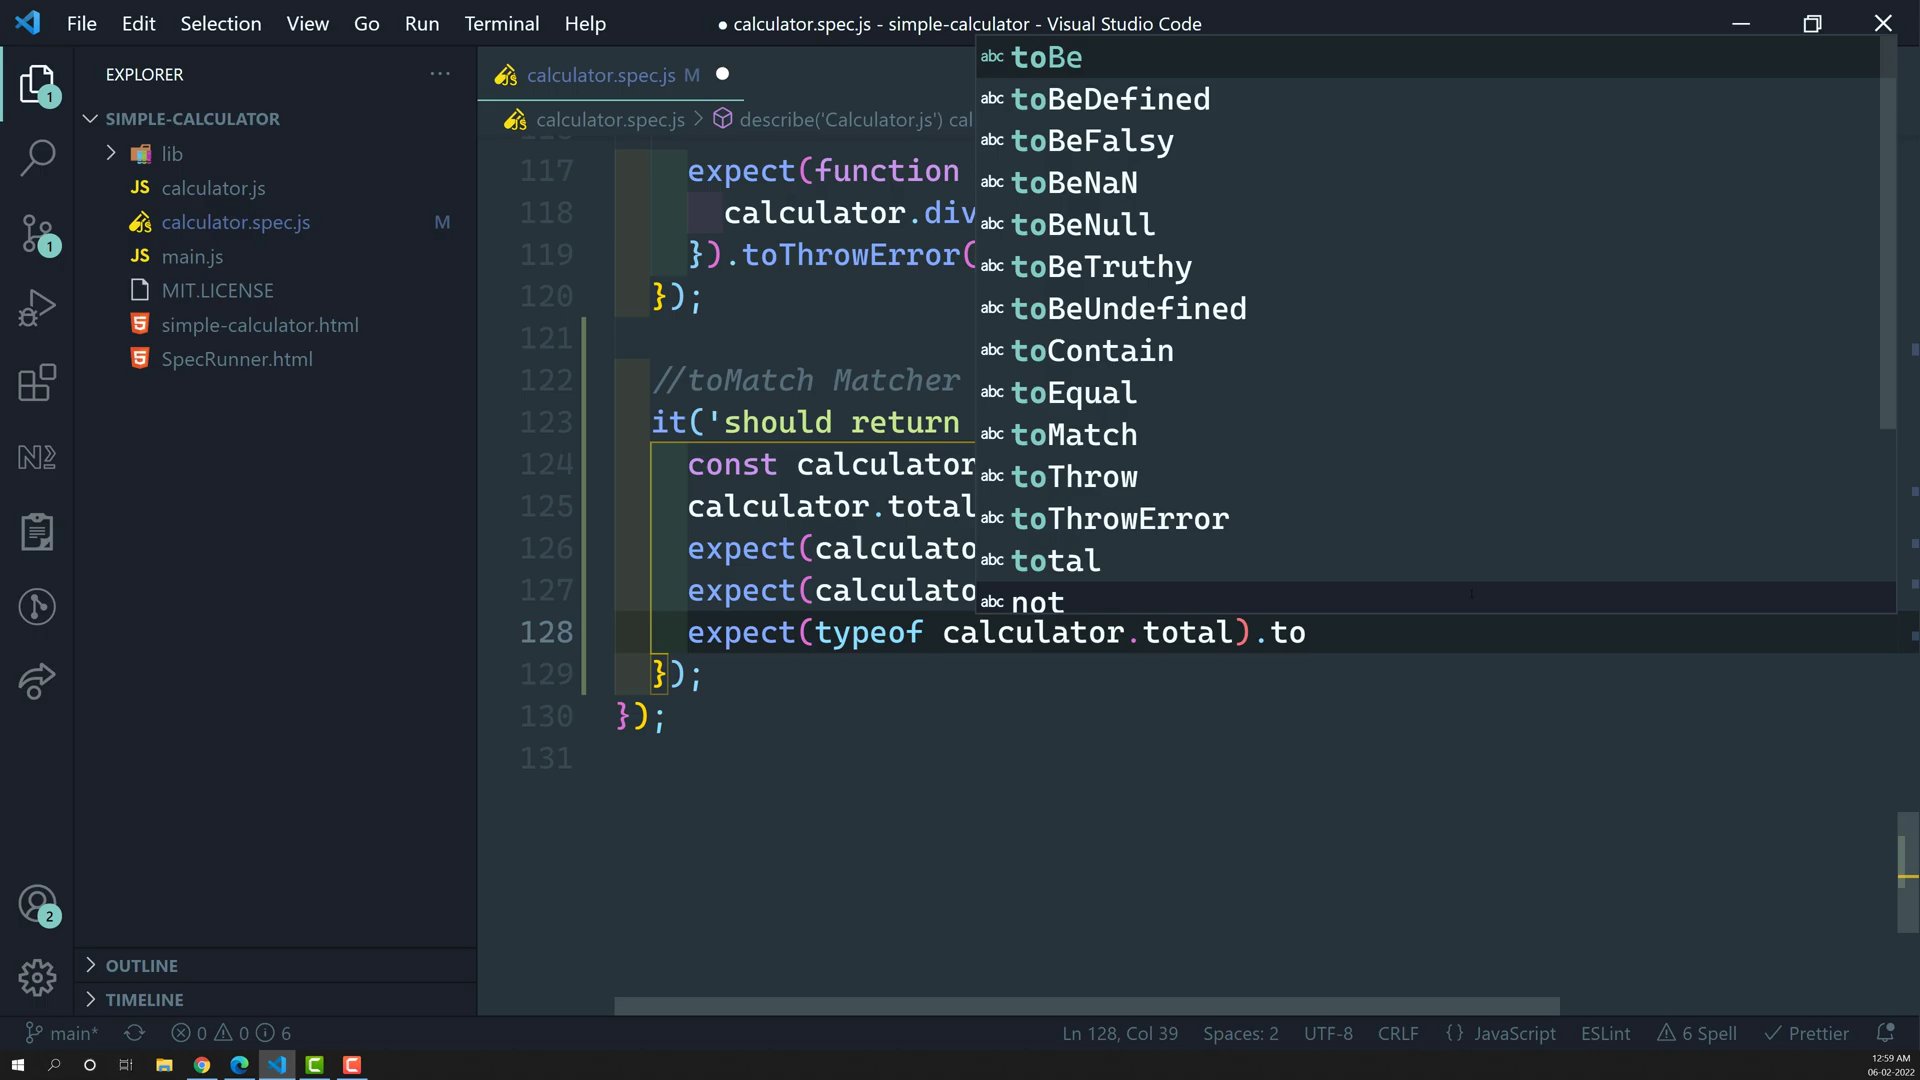 File Edit Selection View Go Run Terminal Help
● calculator.spec.js - simple-calculator - Visual Studio Code
EXPLORER ···
SIMPLE-CALCULATOR
lib
JS calculator.js
calculator.spec.js M
JS main.js
MIT.LICENSE
simple-calculator.html
SpecRunner.html
OUTLINE
TIMELINE
1
1
2
calculator.spec.js M
calculator.spec.js > describe('Calculator.js') cal
117 expect(function
118 calculator.div
119 }).toThrowError(
120 });
121
122 //toMatch Matcher
123 it('should return
124 const calculator
125 calculator.total
126 expect(calculato
127 expect(calculato
128 expect(typeof calculator.total).to
129 });
130 });
131
abc toBe
abc toBeDefined
abc toBeFalsy
abc toBeNaN
abc toBeNull
abc toBeTruthy
abc toBeUndefined
abc toContain
abc toEqual
abc toMatch
abc toThrow
abc toThrowError
abc total
abc not
main* 0 0 6 Ln 128, Col 39 Spaces: 2 UTF-8 CRLF {} JavaScript ESLint 6 Spell Prettier
12:59 AM
06-02-2022